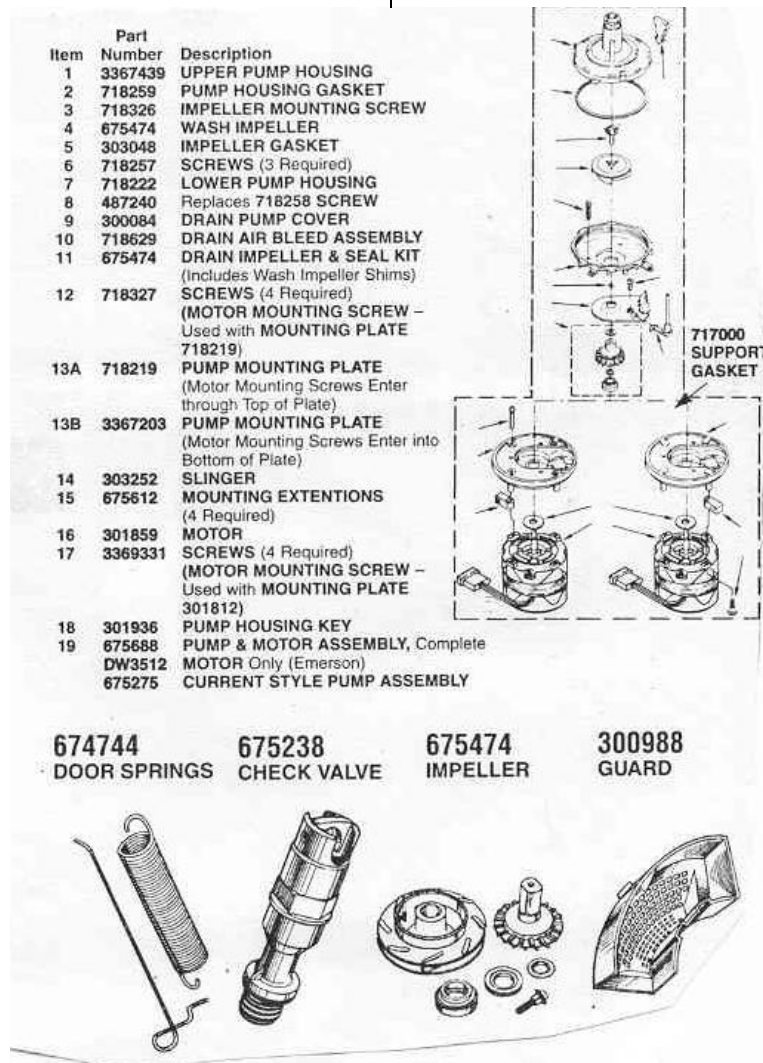 Part
Item Number Description
1 3367439 UPPER PUMP HOUSING
2 718259 PUMP HOUSING GASKET
3 718326 IMPELLER MOUNTING SCREW
4 675474 WASH IMPELLER
5 303048 IMPELLER GASKET
6 718257 SCREWS (3 Required)
7 718222 LOWER PUMP HOUSING
8 487240 Replaces 718258 SCREW
9 300084 DRAIN PUMP COVER
10 718629 DRAIN AIR BLEED ASSEMBLY
11 675474 DRAIN IMPELLER & SEAL KIT
(Includes Wash Impeller Shims)
12 718327 SCREWS (4 Required)
(MOTOR MOUNTING SCREW –
Used with MOUNTING PLATE
718219)
13A 718219 PUMP MOUNTING PLATE
(Motor Mounting Screws Enter
through Top of Plate)
13B 3367203 PUMP MOUNTING PLATE
(Motor Mounting Screws Enter into
Bottom of Plate)
14 303252 SLINGER
15 675612 MOUNTING EXTENTIONS
(4 Required)
16 301859 MOTOR
17 3369331 SCREWS (4 Required)
(MOTOR MOUNTING SCREW –
Used with MOUNTING PLATE
301812)
18 301936 PUMP HOUSING KEY
19 675688 PUMP & MOTOR ASSEMBLY, Complete
DW3512 MOTOR Only (Emerson)
675275 CURRENT STYLE PUMP ASSEMBLY
717000
SUPPORT
GASKET
674744
DOOR SPRINGS
675238
CHECK VALVE
675474
IMPELLER
300988
GUARD